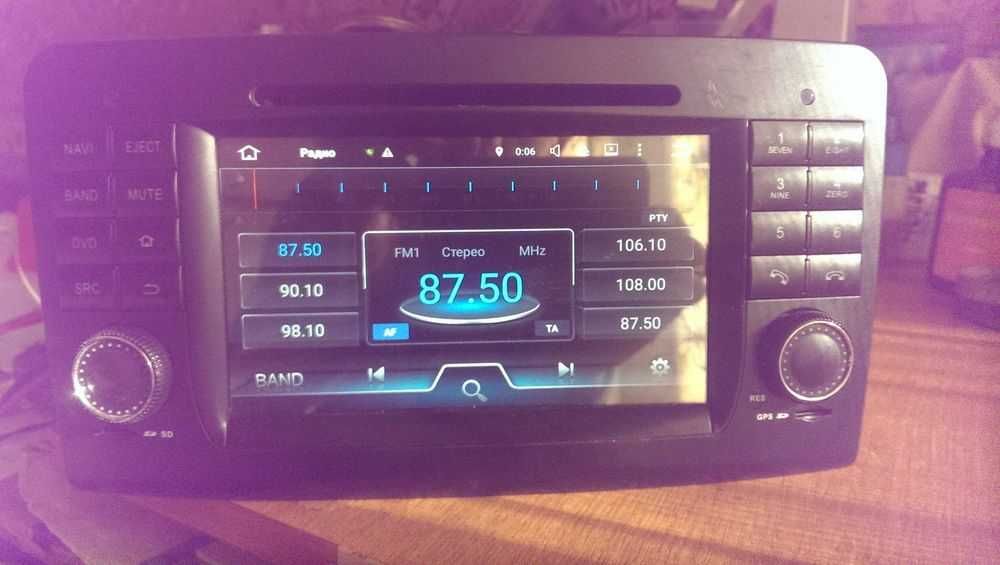 NAVI EJECT
BAND MUTE
DVD
SRC
SD
Радио 0:06
PTY
87.50
90.10
98.10
FM1 Стерео MHz
87.50
AF TA
106.10
108.00
87.50
BAND
1 SEVEN
2 EIGHT
3 NINE
4 ZERO
5 6
RES
GPS